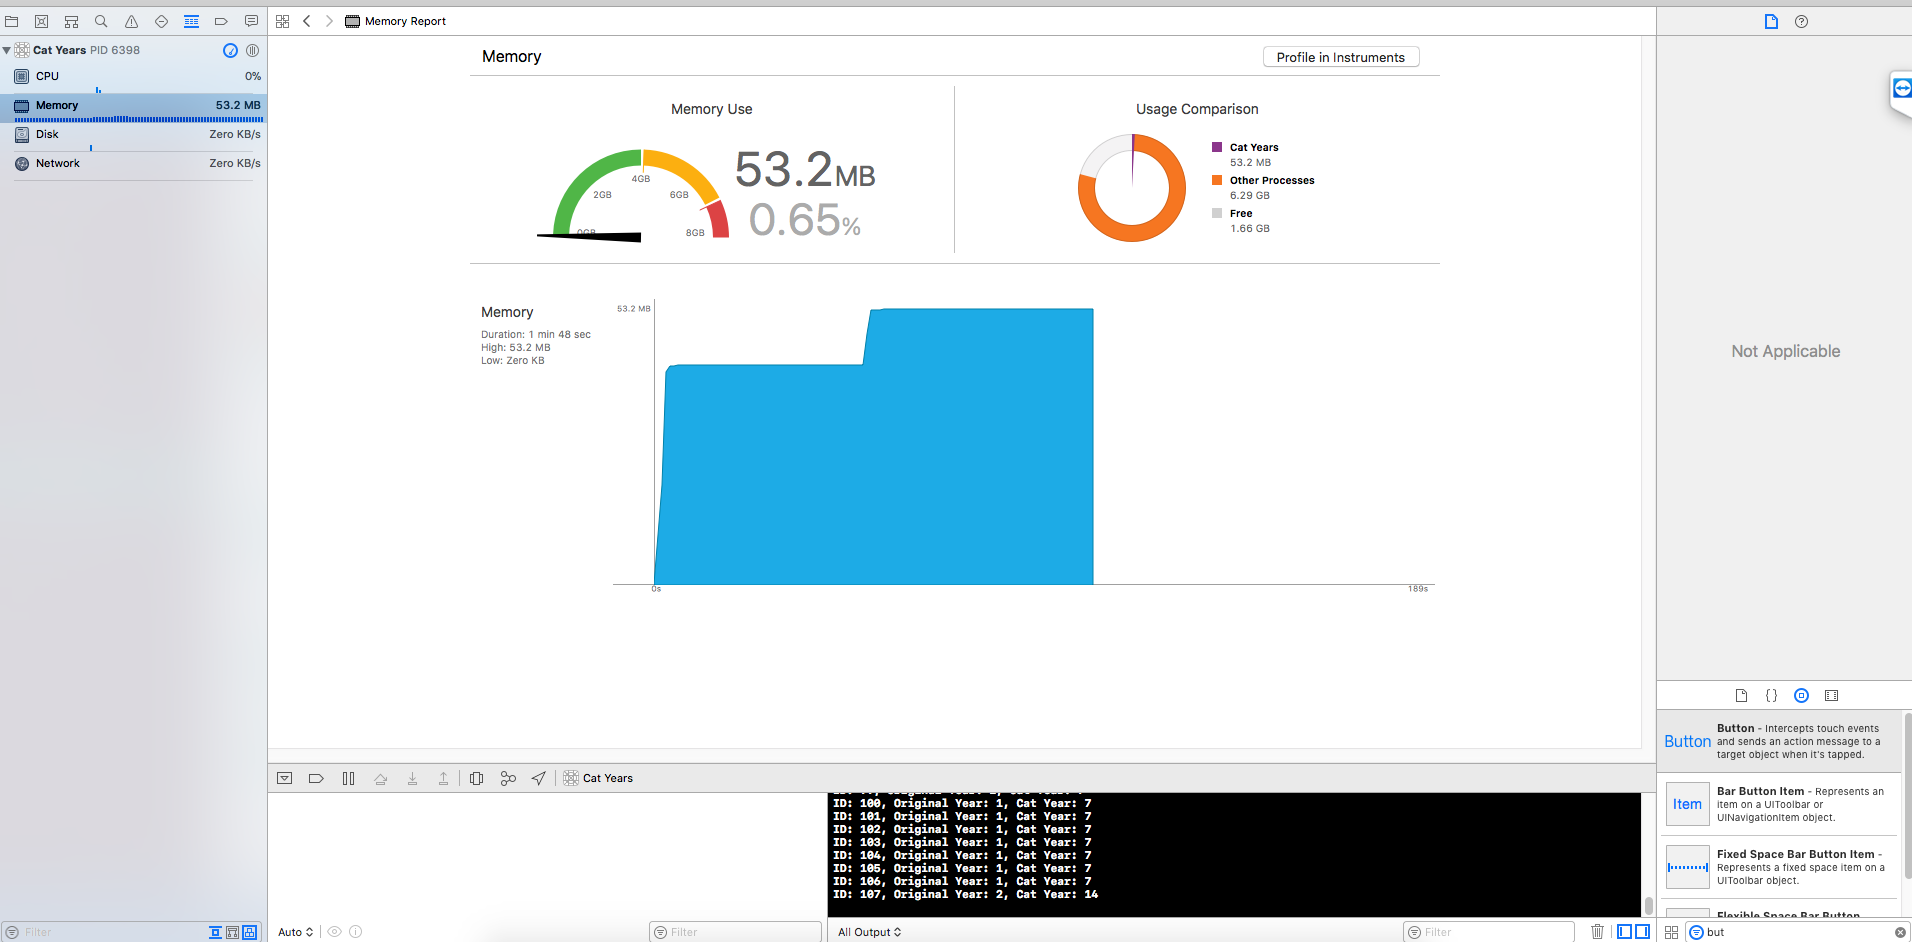 Memory Report
Cat Years PID 6398
CPU 0%
Memory 53.2 MB
Disk Zero KB/s
Network Zero KB/s
Filter
Memory
Profile in Instruments
Memory Use
0GB
2GB
4GB
6GB
8GB
53.2MB
0.65%
Usage Comparison
Cat Years
53.2 MB
Other Processes
6.29 GB
Free
1.66 GB
Memory
Duration: 1 min 48 sec
High: 53.2 MB
Low: Zero KB
53.2 MB
0s
189s
Cat Years
ID: 100, Original Year: 1, Cat Year: 7
ID: 101, Original Year: 1, Cat Year: 7
ID: 102, Original Year: 1, Cat Year: 7
ID: 103, Original Year: 1, Cat Year: 7
ID: 104, Original Year: 1, Cat Year: 7
ID: 105, Original Year: 1, Cat Year: 7
ID: 106, Original Year: 1, Cat Year: 7
ID: 107, Original Year: 2, Cat Year: 14
Auto
Filter
All Output
Filter
Not Applicable
Button
Button - Intercepts touch events
and sends an action message to a
target object when it's tapped.
Item
Bar Button Item - Represents an
item on a UIToolbar or
UINavigationItem object.
Fixed Space Bar Button Item -
Represents a fixed space item on a
UIToolbar object.
Flexible Space Bar Button
but